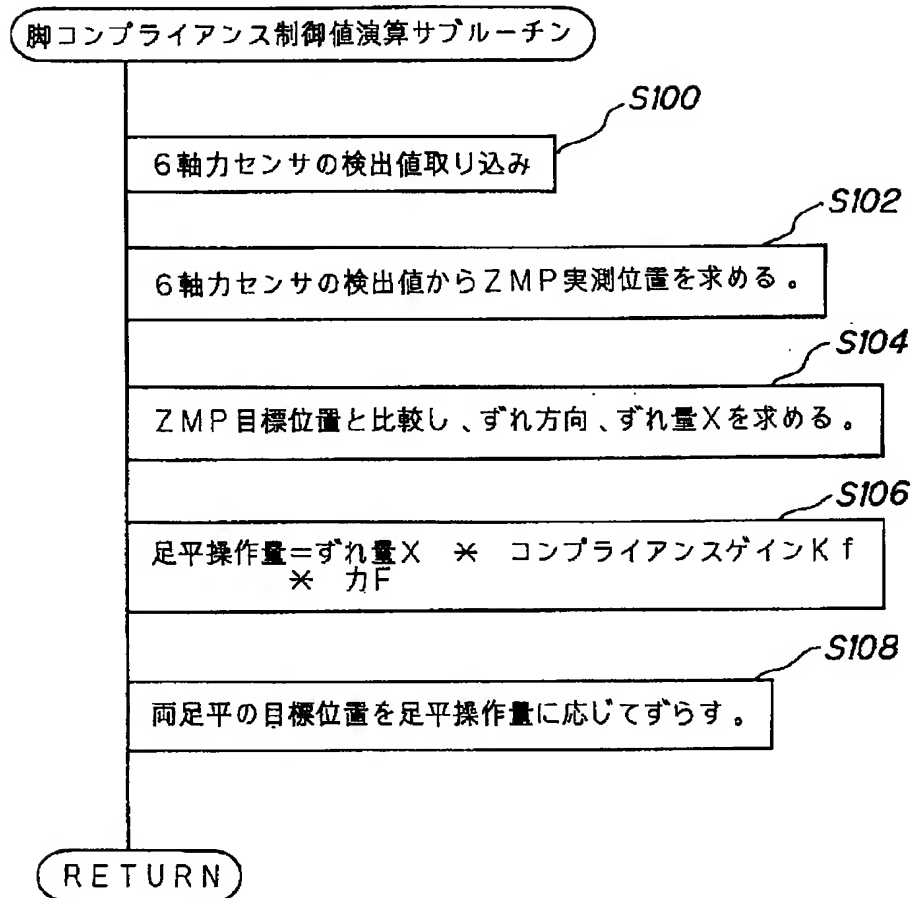 脚コンプライアンス制御値演算サブルーチン
S100
6軸力センサの検出値取り込み
S102
6軸力センサの検出値からZMP実測位置を求める。
S104
ZMP目標位置と比較し、ずれ方向、ずれ量Xを求める。
S106
足平操作量=ずれ量X * コンプライアンスゲインKf
* 力F
S108
両足平の目標位置を足平操作量に応じてずらす。
RETURN